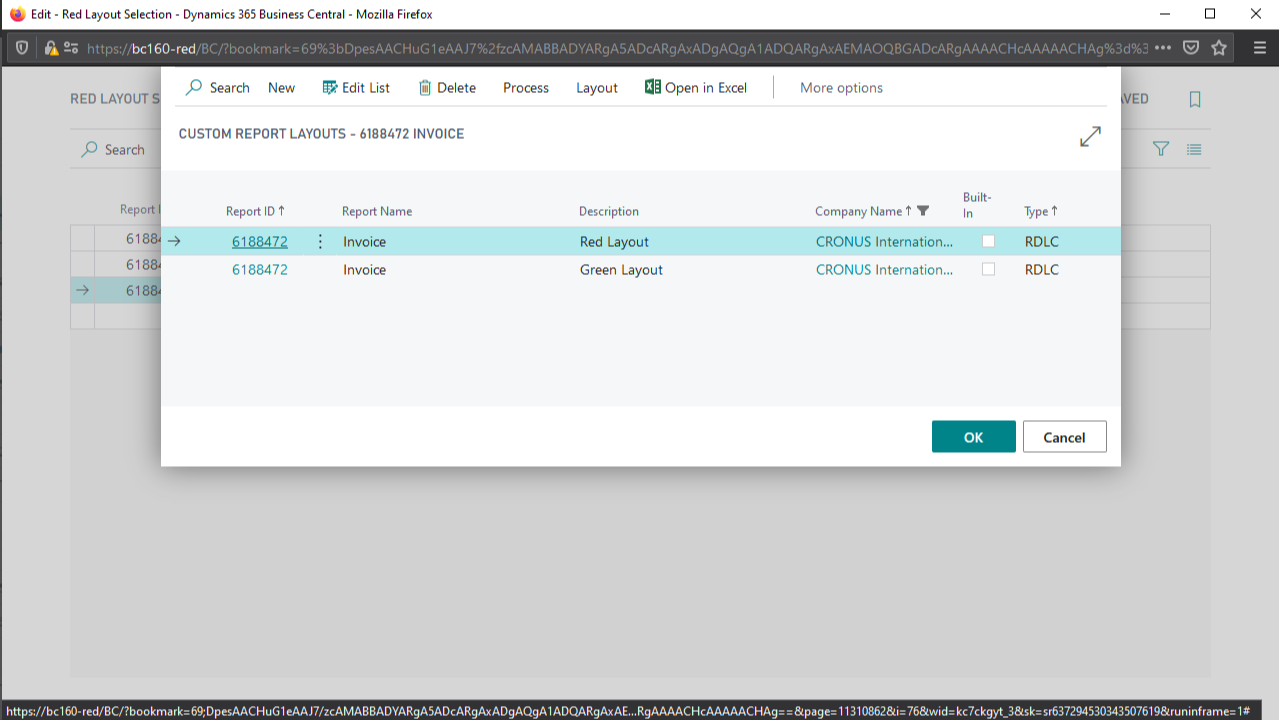 Edit - Red Layout Selection - Dynamics 365 Business Central - Mozilla Firefox
https://bc160-red/BC/?bookmark=69%3bDpesAACHuG1eAAJ7%2fzcAMABBADYARgA5ADcARgAxADgAQgA1ADQARgAxAEMAOQBGADcARgAAAACHcAAAAACHAg%3d%3
RED LAYOUT S
AVED
Search New Edit List Delete Process Layout Open in Excel More options
CUSTOM REPORT LAYOUTS - 6188472 INVOICE
Search
Report I
Report ID ↑ Report Name Description Company Name ↑ Built-In Type ↑
6188
6188472 Invoice Red Layout CRONUS Internation... RDLC
6188
6188472 Invoice Green Layout CRONUS Internation... RDLC
6188
OK Cancel
https://bc160-red/BC/?bookmark=69;DpesAACHuG1eAAJ7/zcAMABBADYARgA5ADcARgAxADgAQgA1ADQARgAxAE...RgAAAACHcAAAAACHAg==&page=11310862&i=76&wid=kc7ckgyt_3&sk=sr637294530343507619&runinframe=1#